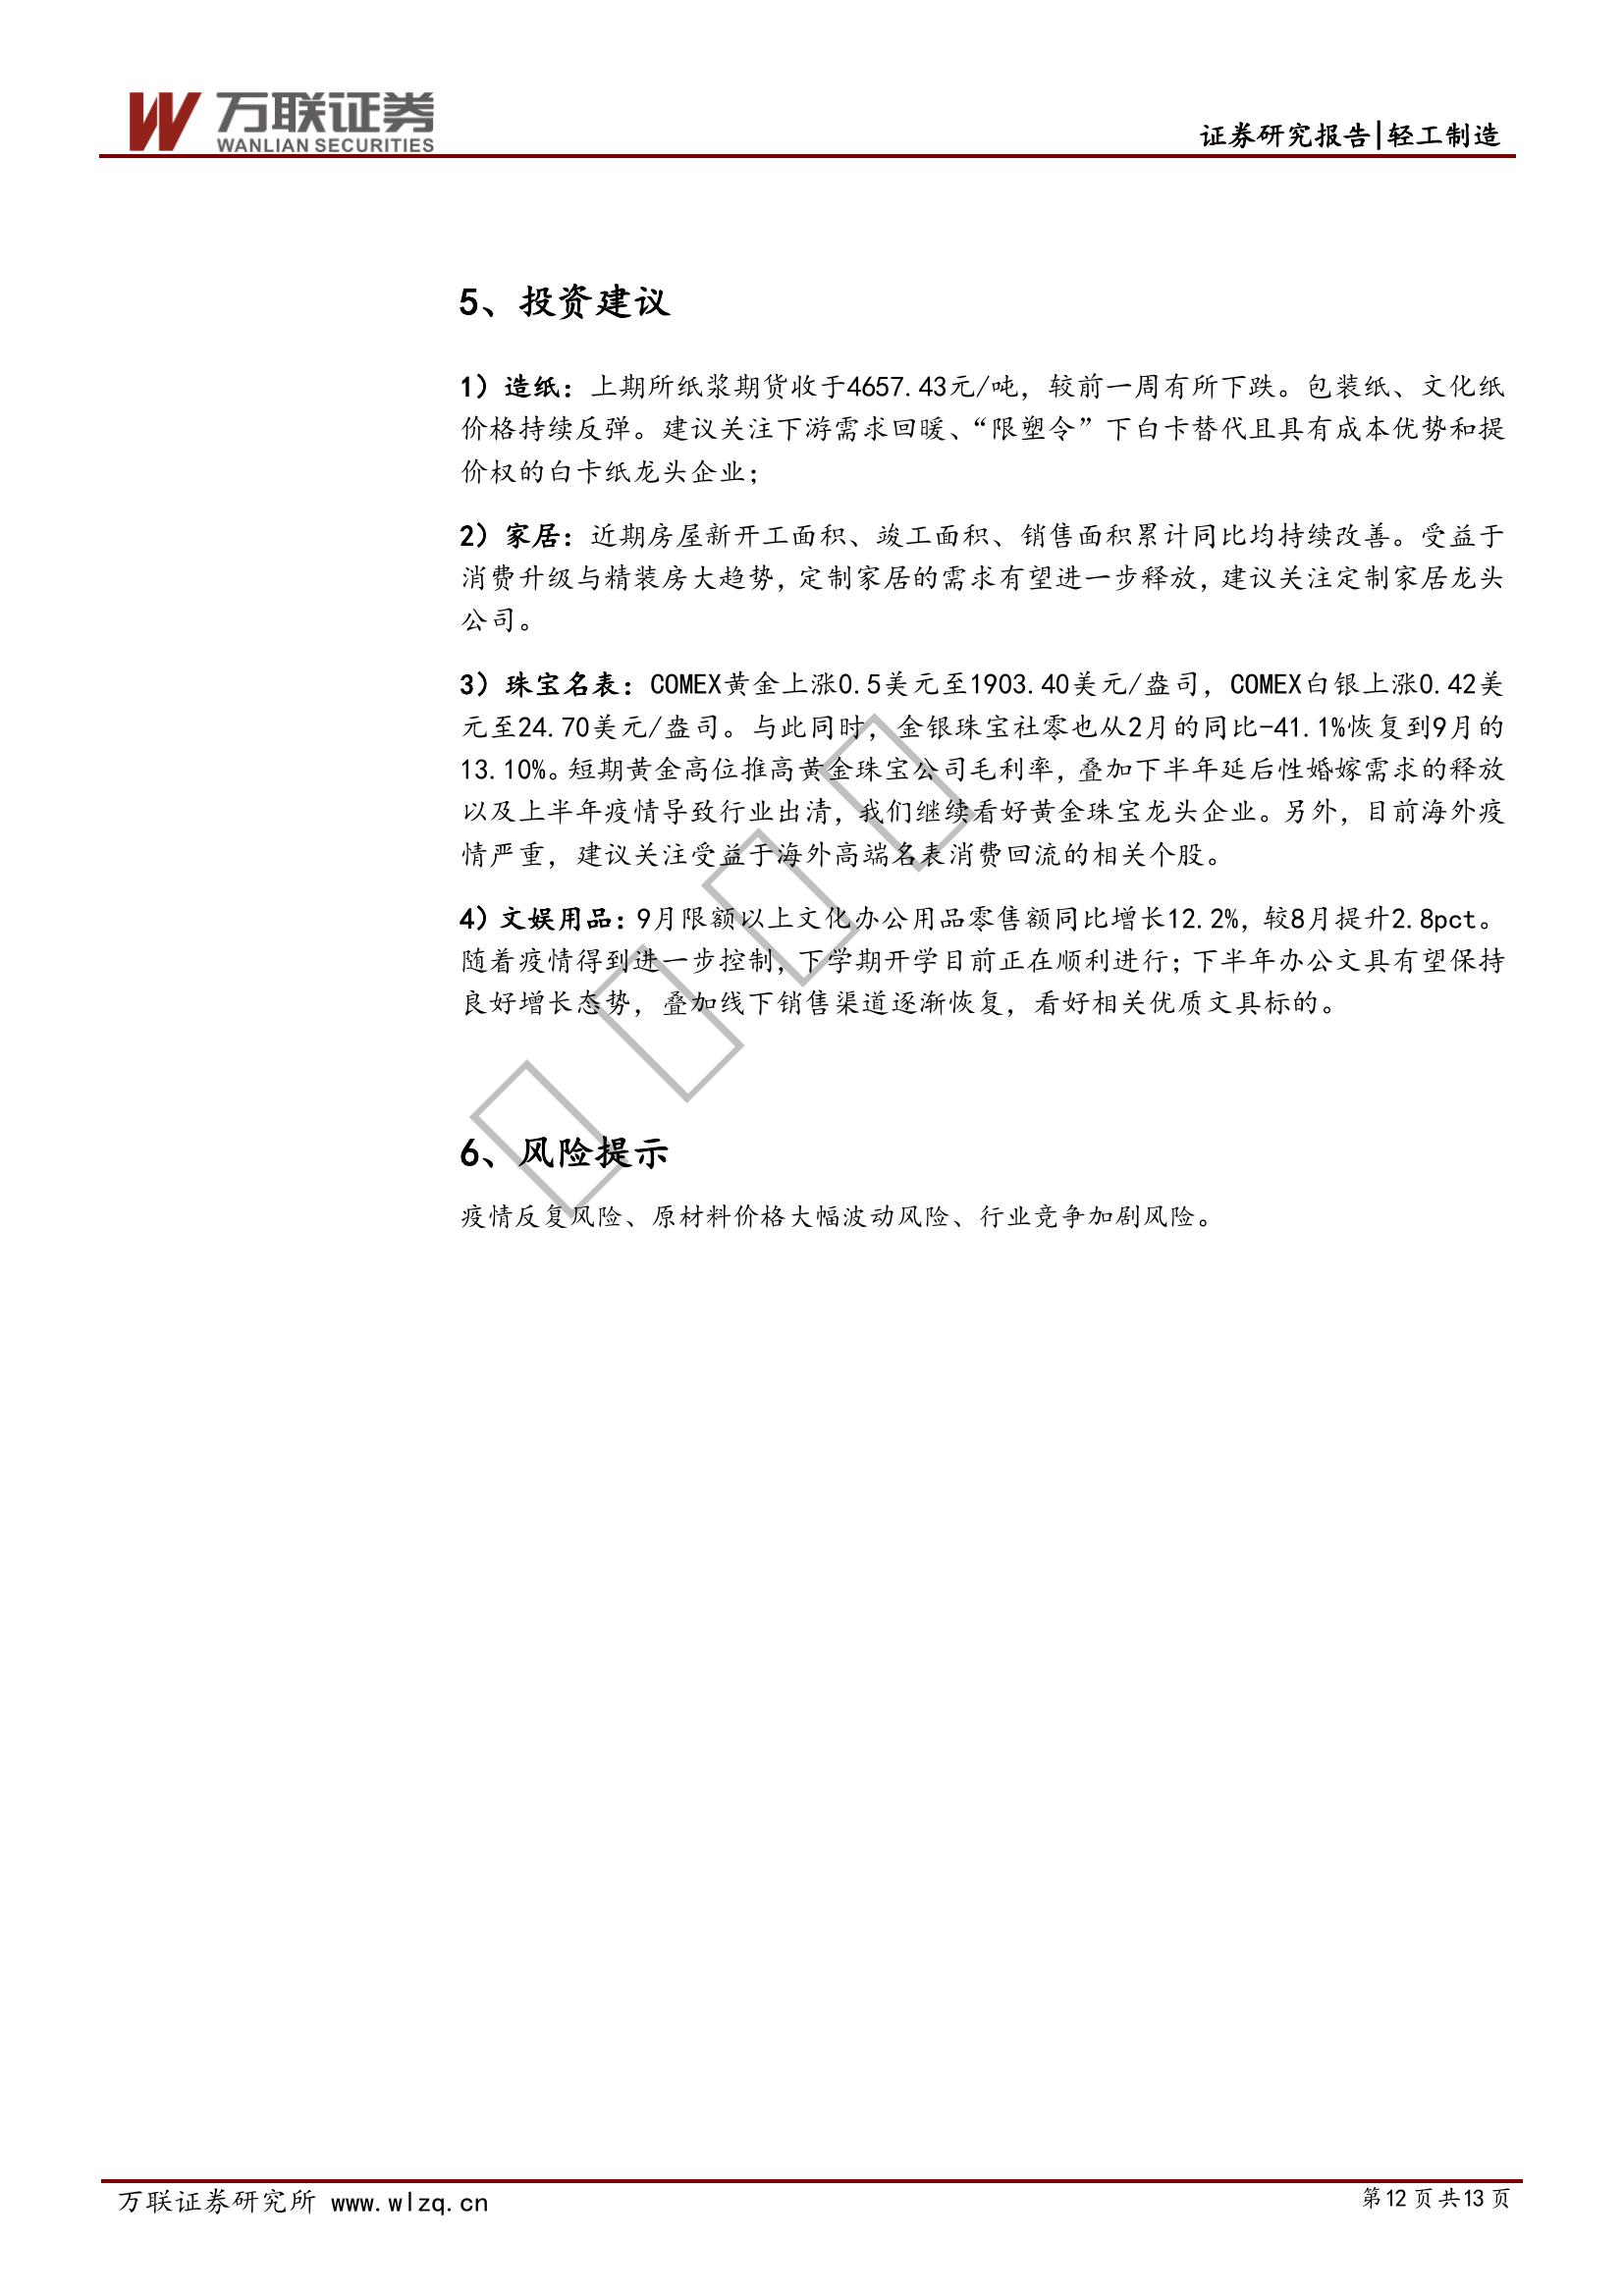 万联证券
WANLIAN SECURITIES
证券研究报告|轻工制造
5、投资建议
1）造纸：上期所纸浆期货收于4657.43元/吨，较前一周有所下跌。包装纸、文化纸
价格持续反弹。建议关注下游需求回暖、“限塑令”下白卡替代且具有成本优势和提
价权的白卡纸龙头企业；
2）家居：近期房屋新开工面积、竣工面积、销售面积累计同比均持续改善。受益于
消费升级与精装房大趋势，定制家居的需求有望进一步释放，建议关注定制家居龙头
公司。
3）珠宝名表：COMEX黄金上涨0.5美元至1903.40美元/盎司，COMEX白银上涨0.42美
元至24.70美元/盎司。与此同时，金银珠宝社零也从2月的同比-41.1%恢复到9月的
13.10%。短期黄金高位推高黄金珠宝公司毛利率，叠加下半年延后性婚嫁需求的释放
以及上半年疫情导致行业出清，我们继续看好黄金珠宝龙头企业。另外，目前海外疫
情严重，建议关注受益于海外高端名表消费回流的相关个股。
4）文娱用品：9月限额以上文化办公用品零售额同比增长12.2%，较8月提升2.8pct。
随着疫情得到进一步控制，下学期开学目前正在顺利进行；下半年办公文具有望保持
良好增长态势，叠加线下销售渠道逐渐恢复，看好相关优质文具标的。
6、风险提示
疫情反复风险、原材料价格大幅波动风险、行业竞争加剧风险。
万联证券研究所 www.wlzq.cn
第12页共13页